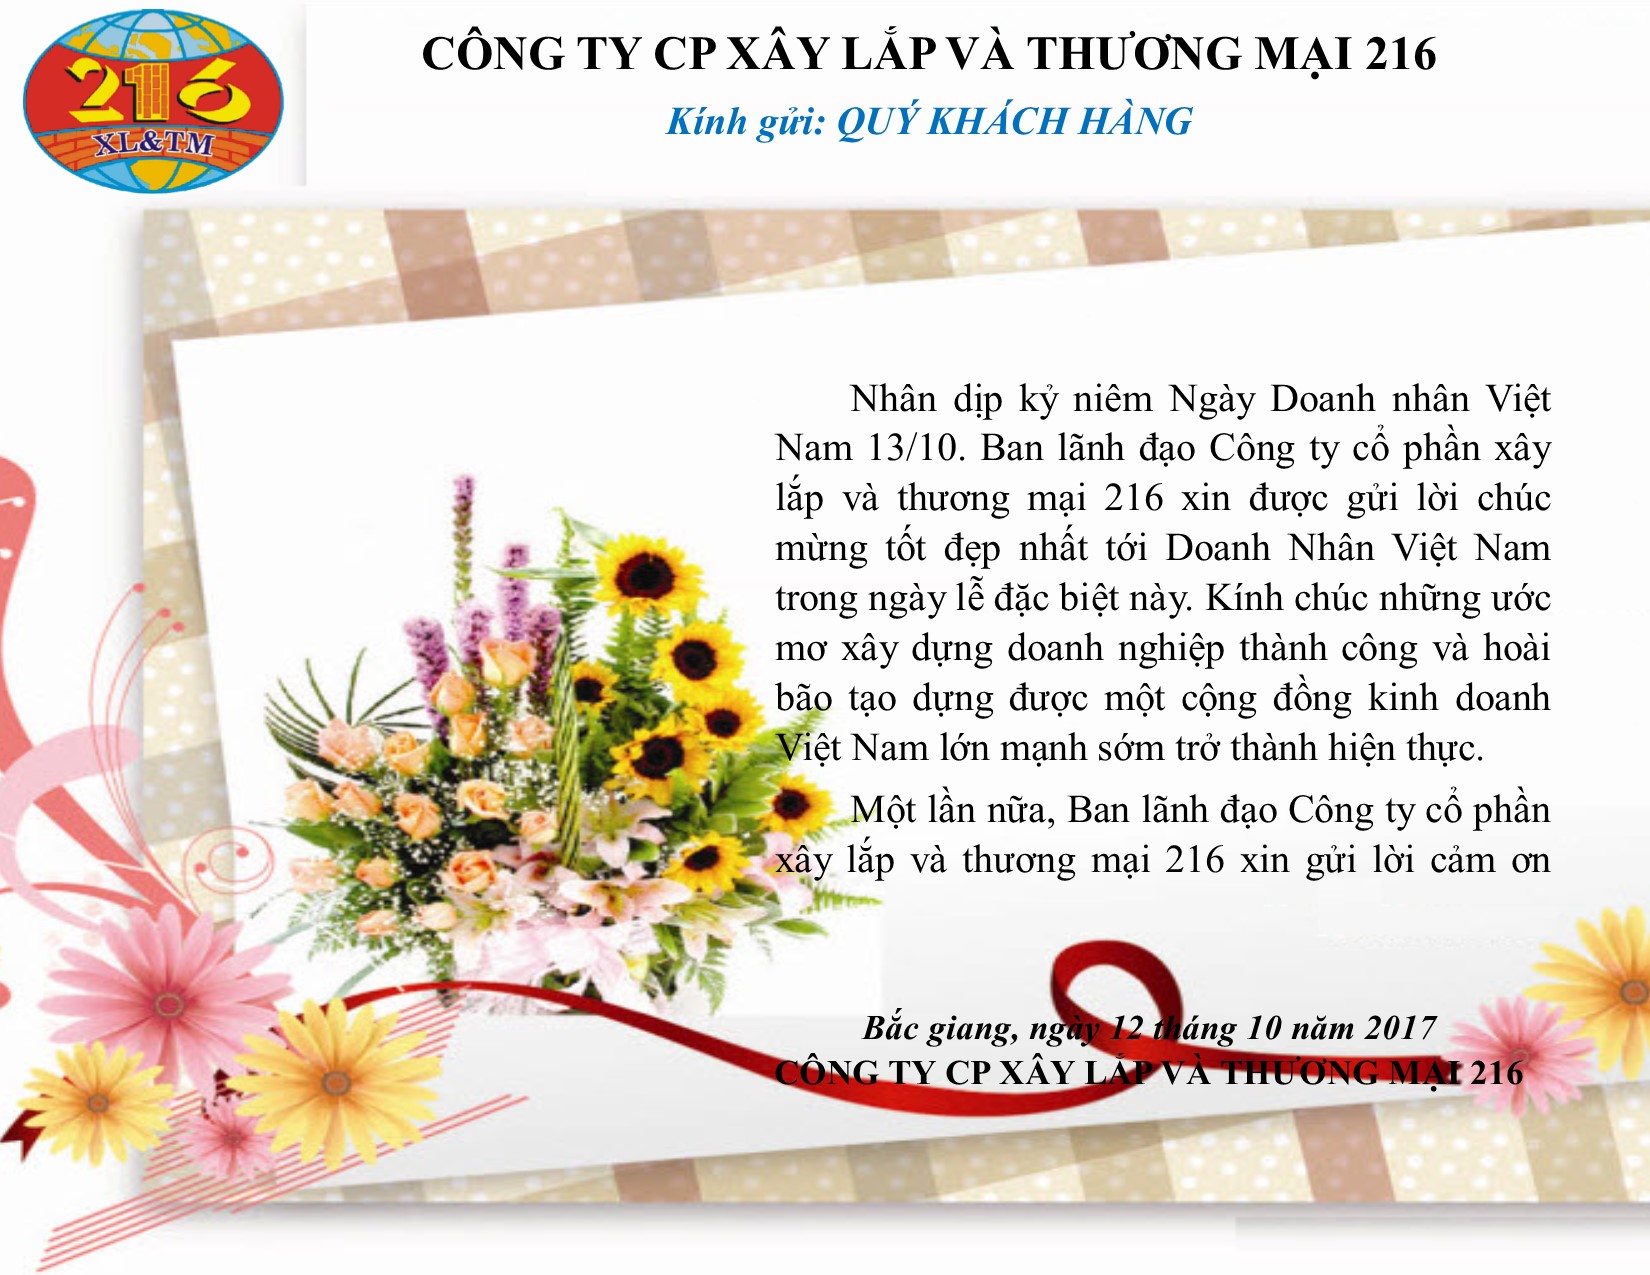 216
XL&TM
CÔNG TY CP XÂY LẮP VÀ THƯƠNG MẠI 216
Kính gửi: QUÝ KHÁCH HÀNG
Nhân dịp kỷ niêm Ngày Doanh nhân Việt
Nam 13/10. Ban lãnh đạo Công ty cổ phần xây
lắp và thương mại 216 xin được gửi lời chúc
mừng tốt đẹp nhất tới Doanh Nhân Việt Nam
trong ngày lễ đặc biệt này. Kính chúc những ước
mơ xây dựng doanh nghiệp thành công và hoài
bão tạo dựng được một cộng đồng kinh doanh
Việt Nam lớn mạnh sớm trở thành hiện thực.
Một lần nữa, Ban lãnh đạo Công ty cổ phần
xây lắp và thương mại 216 xin gửi lời cảm ơn
Bắc giang, ngày 12 tháng 10 năm 2017
CÔNG TY CP XÂY LẮP VÀ THƯƠNG MẠI 216